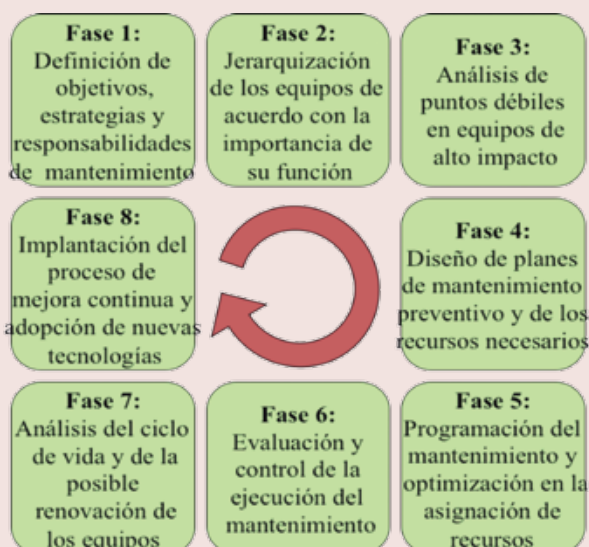 Fase 1:
Definición de
objetivos,
estrategias y
responsabilidades
de mantenimiento
Fase 2:
Jerarquización
de los equipos de
acuerdo con la
importancia de
su función
Fase 3:
Análisis de
puntos débiles
en equipos de
alto impacto
Fase 4:
Diseño de planes
de mantenimiento
preventivo y de los
recursos necesarios
Fase 5:
Programación del
mantenimiento y
optimización en la
asignación de
recursos
Fase 6:
Evaluación y
control de la
ejecución del
mantenimiento
Fase 7:
Análisis del ciclo
de vida y de la
posible
renovación de
los equipos
Fase 8:
Implantación del
proceso de
mejora continua y
adopción de nuevas
tecnologías